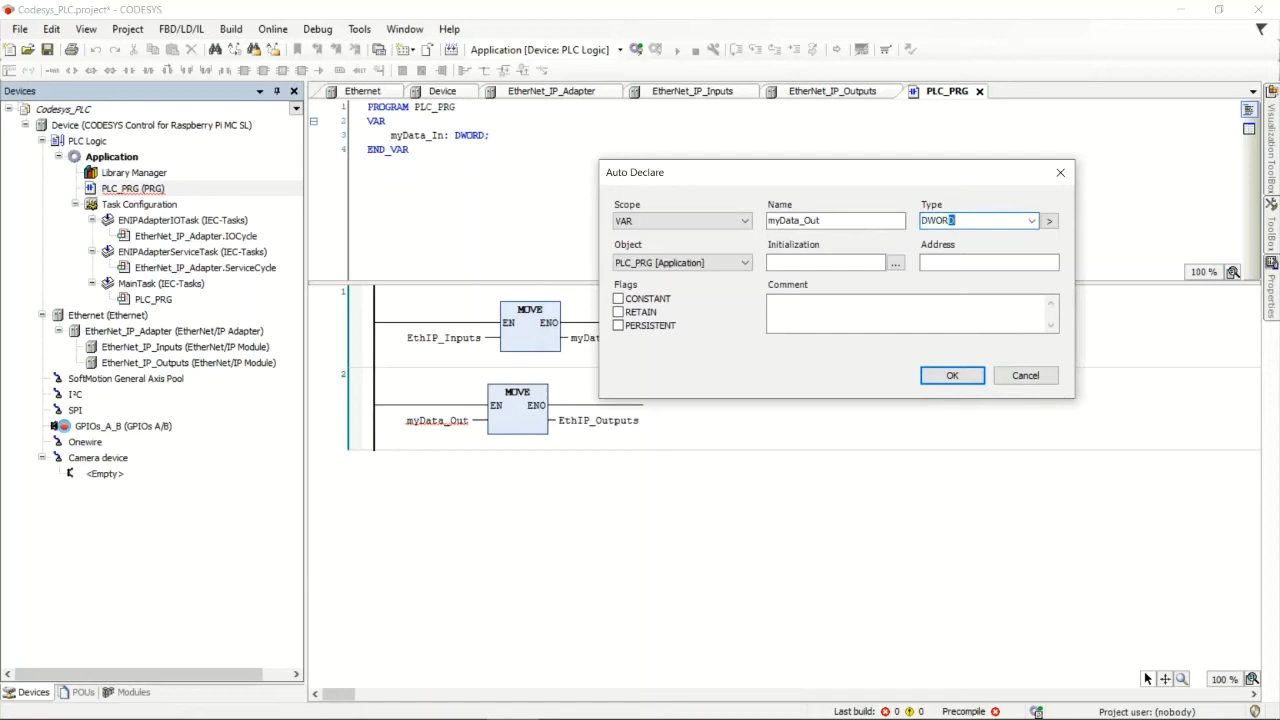 Codesys_PLC.project* - CODESYS
File Edit View Project FBD/LD/IL Build Online Debug Tools Window Help
Application [Device: PLC Logic]
Devices
Codesys_PLC
Device (CODESYS Control for Raspberry Pi MC SL)
PLC Logic
Application
Library Manager
PLC_PRG (PRG)
Task Configuration
ENIPAdapterIOTask (IEC-Tasks)
EtherNet_IP_Adapter.IOCycle
ENIPAdapterServiceTask (IEC-Tasks)
EtherNet_IP_Adapter.ServiceCycle
MainTask (IEC-Tasks)
PLC_PRG
Ethernet (Ethernet)
EtherNet_IP_Adapter (EtherNet/IP Adapter)
EtherNet_IP_Inputs (EtherNet/IP Module)
EtherNet_IP_Outputs (EtherNet/IP Module)
SoftMotion General Axis Pool
I²C
SPI
GPIOs_A_B (GPIOs A/B)
Onewire
Camera device
<Empty>
Devices POUs Modules
Ethernet Device EtherNet_IP_Adapter EtherNet_IP_Inputs EtherNet_IP_Outputs PLC_PRG
1 PROGRAM PLC_PRG
2 VAR
3 myData_In: DWORD;
4 END_VAR
100 %
1
MOVE
EN ENO
EthIP_Inputs myDat
2
MOVE
EN ENO
myData_Out EthIP_Outputs
100 %
Auto Declare
Scope Name Type
VAR myData_Out DWORD >
Object Initialization Address
PLC_PRG [Application] ...
Flags Comment
CONSTANT
RETAIN
PERSISTENT
OK Cancel
Visualization ToolBox
ToolBox
Properties
Last build: 0 0 Precompile Project user: (nobody)